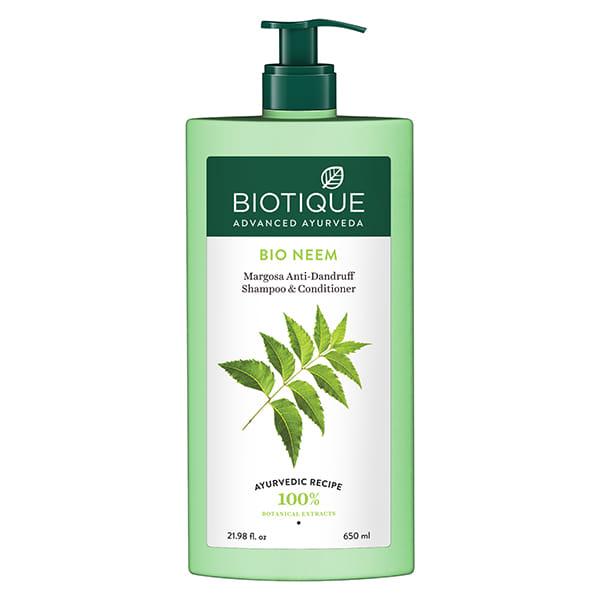 BIOTIQUE
ADVANCED AYURVEDA
BIO NEEM
Margosa Anti-Dandruff
Shampoo & Conditioner
AYURVEDIC RECIPE
100%
BOTANICAL EXTRACTS
21.98 fl. oz 650 ml